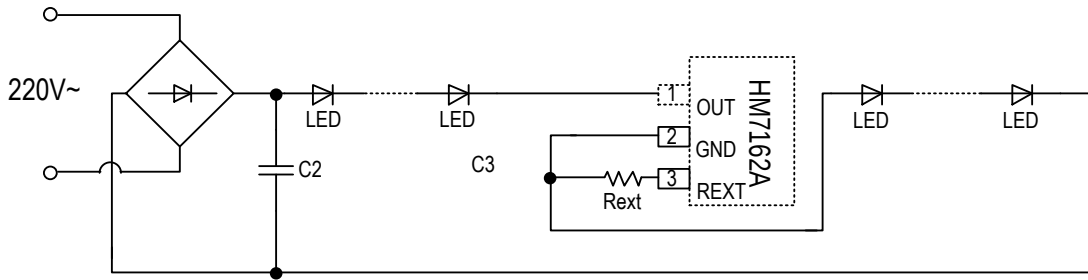 220V~
LED
LED
C2
C3
1
OUT
2
GND
3
REXT
HM7162A
Rext
LED
LED